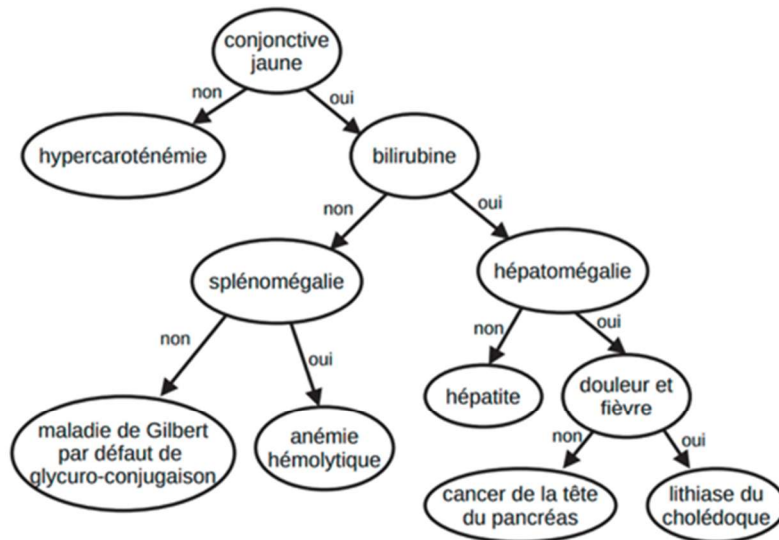 conjonctive
jaune
non
oui
hypercaroténémie
bilirubine
non
oui
splénomégalie
hépatomégalie
non
oui
non
oui
maladie de Gilbert
par défaut de
glycuro-conjugaison
anémie
hémolytique
hépatite
douleur et
fièvre
non
oui
cancer de la tête
du pancréas
lithiase du
cholédoque